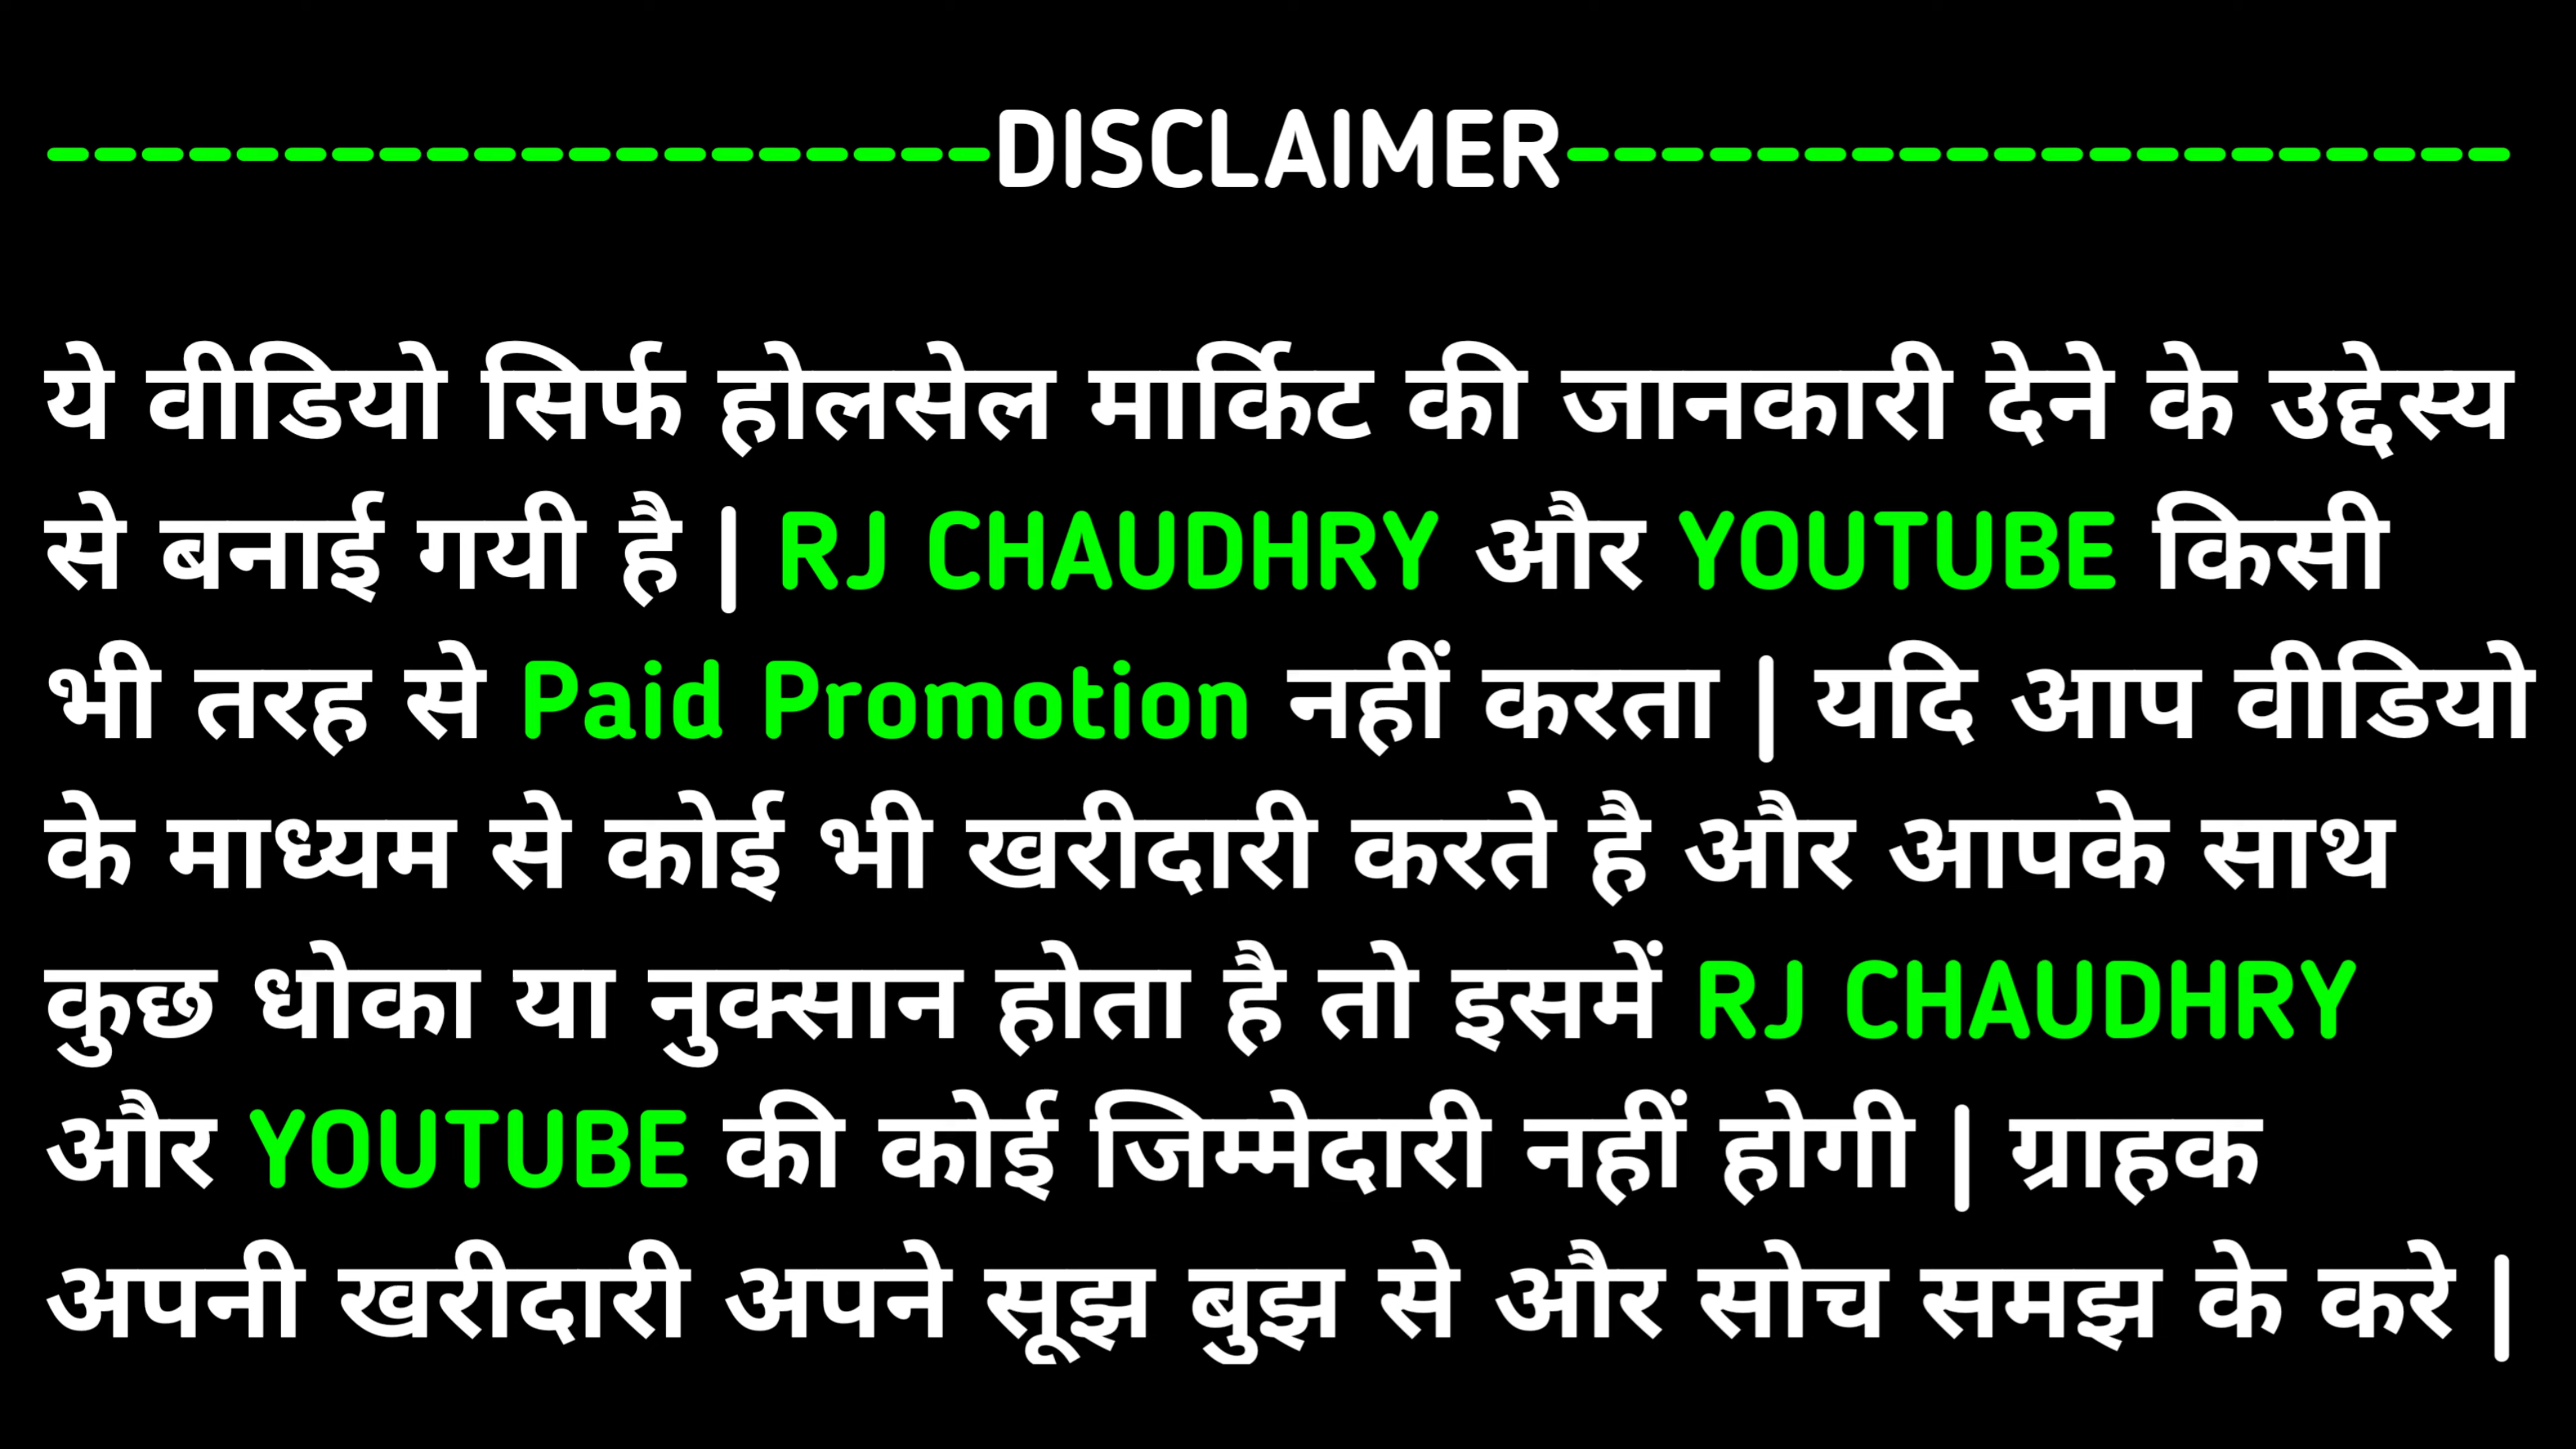 --------------------DISCLAIMER--------------------
ये वीडियो सिर्फ होलसेल मार्किट की जानकारी देने के उद्देस्य
से बनाई गयी है | RJ CHAUDHRY और YOUTUBE किसी
भी तरह से Paid Promotion नहीं करता | यदि आप वीडियो
के माध्यम से कोई भी खरीदारी करते है और आपके साथ
कुछ धोका या नुक्सान होता है तो इसमें RJ CHAUDHRY
और YOUTUBE की कोई जिम्मेदारी नहीं होगी | ग्राहक
अपनी खरीदारी अपने सूझ बुझ से और सोच समझ के करे |